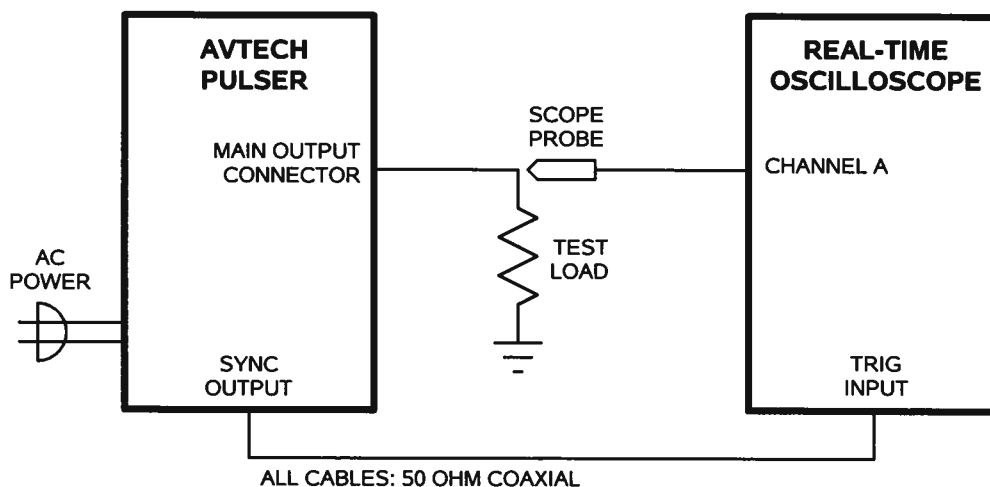 AVTECH
PULSER
MAIN OUTPUT
CONNECTOR
AC
POWER
SYNC
OUTPUT
SCOPE
PROBE
TEST
LOAD
REAL-TIME
OSCILLOSCOPE
CHANNEL A
TRIG
INPUT
ALL CABLES: 50 OHM COAXIAL